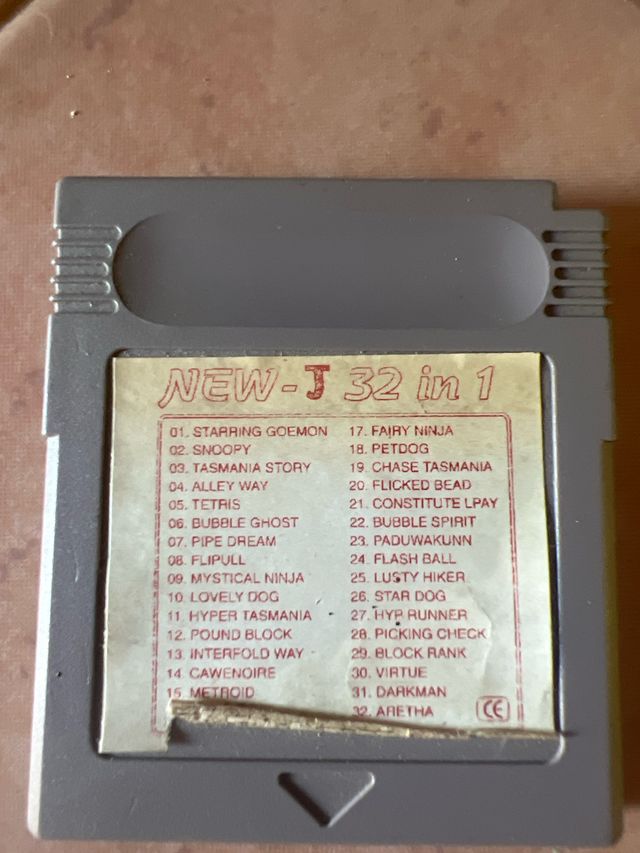 NEW-J 32 in 1
01. STARRING GOEMON
02. SNOOPY
03. TASMANIA STORY
04. ALLEY WAY
05. TETRIS
06. BUBBLE GHOST
07. PIPE DREAM
08. FLIPULL
09. MYSTICAL NINJA
10. LOVELY DOG
11. HYPER TASMANIA
12. POUND BLOCK
13. INTERFOLD WAY
14. CAWENOIRE
15. METROID
17. FAIRY NINJA
18. PETDOG
19. CHASE TASMANIA
20. FLICKED BEAD
21. CONSTITUTE LPAY
22. BUBBLE SPIRIT
23. PADUWAKUNN
24. FLASH BALL
25. LUSTY HIKER
26. STAR DOG
27. HYP RUNNER
28. PICKING CHECK
29. BLOCK RANK
30. VIRTUE
31. DARKMAN
32. ARETHA
CE